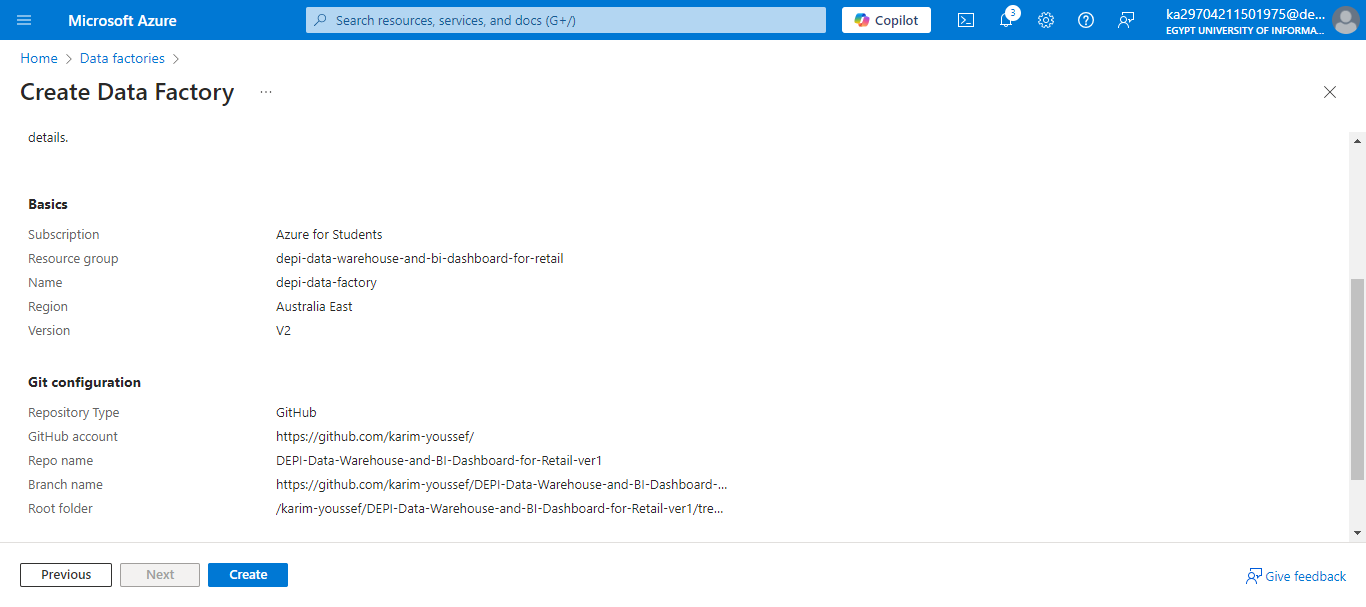 Microsoft Azure
Search resources, services, and docs (G+/)
Copilot
3
ka29704211501975@de...
EGYPT UNIVERSITY OF INFORMA...
Home > Data factories >
Create Data Factory ...
details.
Basics
Subscription Azure for Students
Resource group depi-data-warehouse-and-bi-dashboard-for-retail
Name depi-data-factory
Region Australia East
Version V2
Git configuration
Repository Type GitHub
GitHub account https://github.com/karim-youssef/
Repo name DEPI-Data-Warehouse-and-BI-Dashboard-for-Retail-ver1
Branch name https://github.com/karim-youssef/DEPI-Data-Warehouse-and-BI-Dashboard-...
Root folder /karim-youssef/DEPI-Data-Warehouse-and-BI-Dashboard-for-Retail-ver1/tre...
Previous Next Create Give feedback